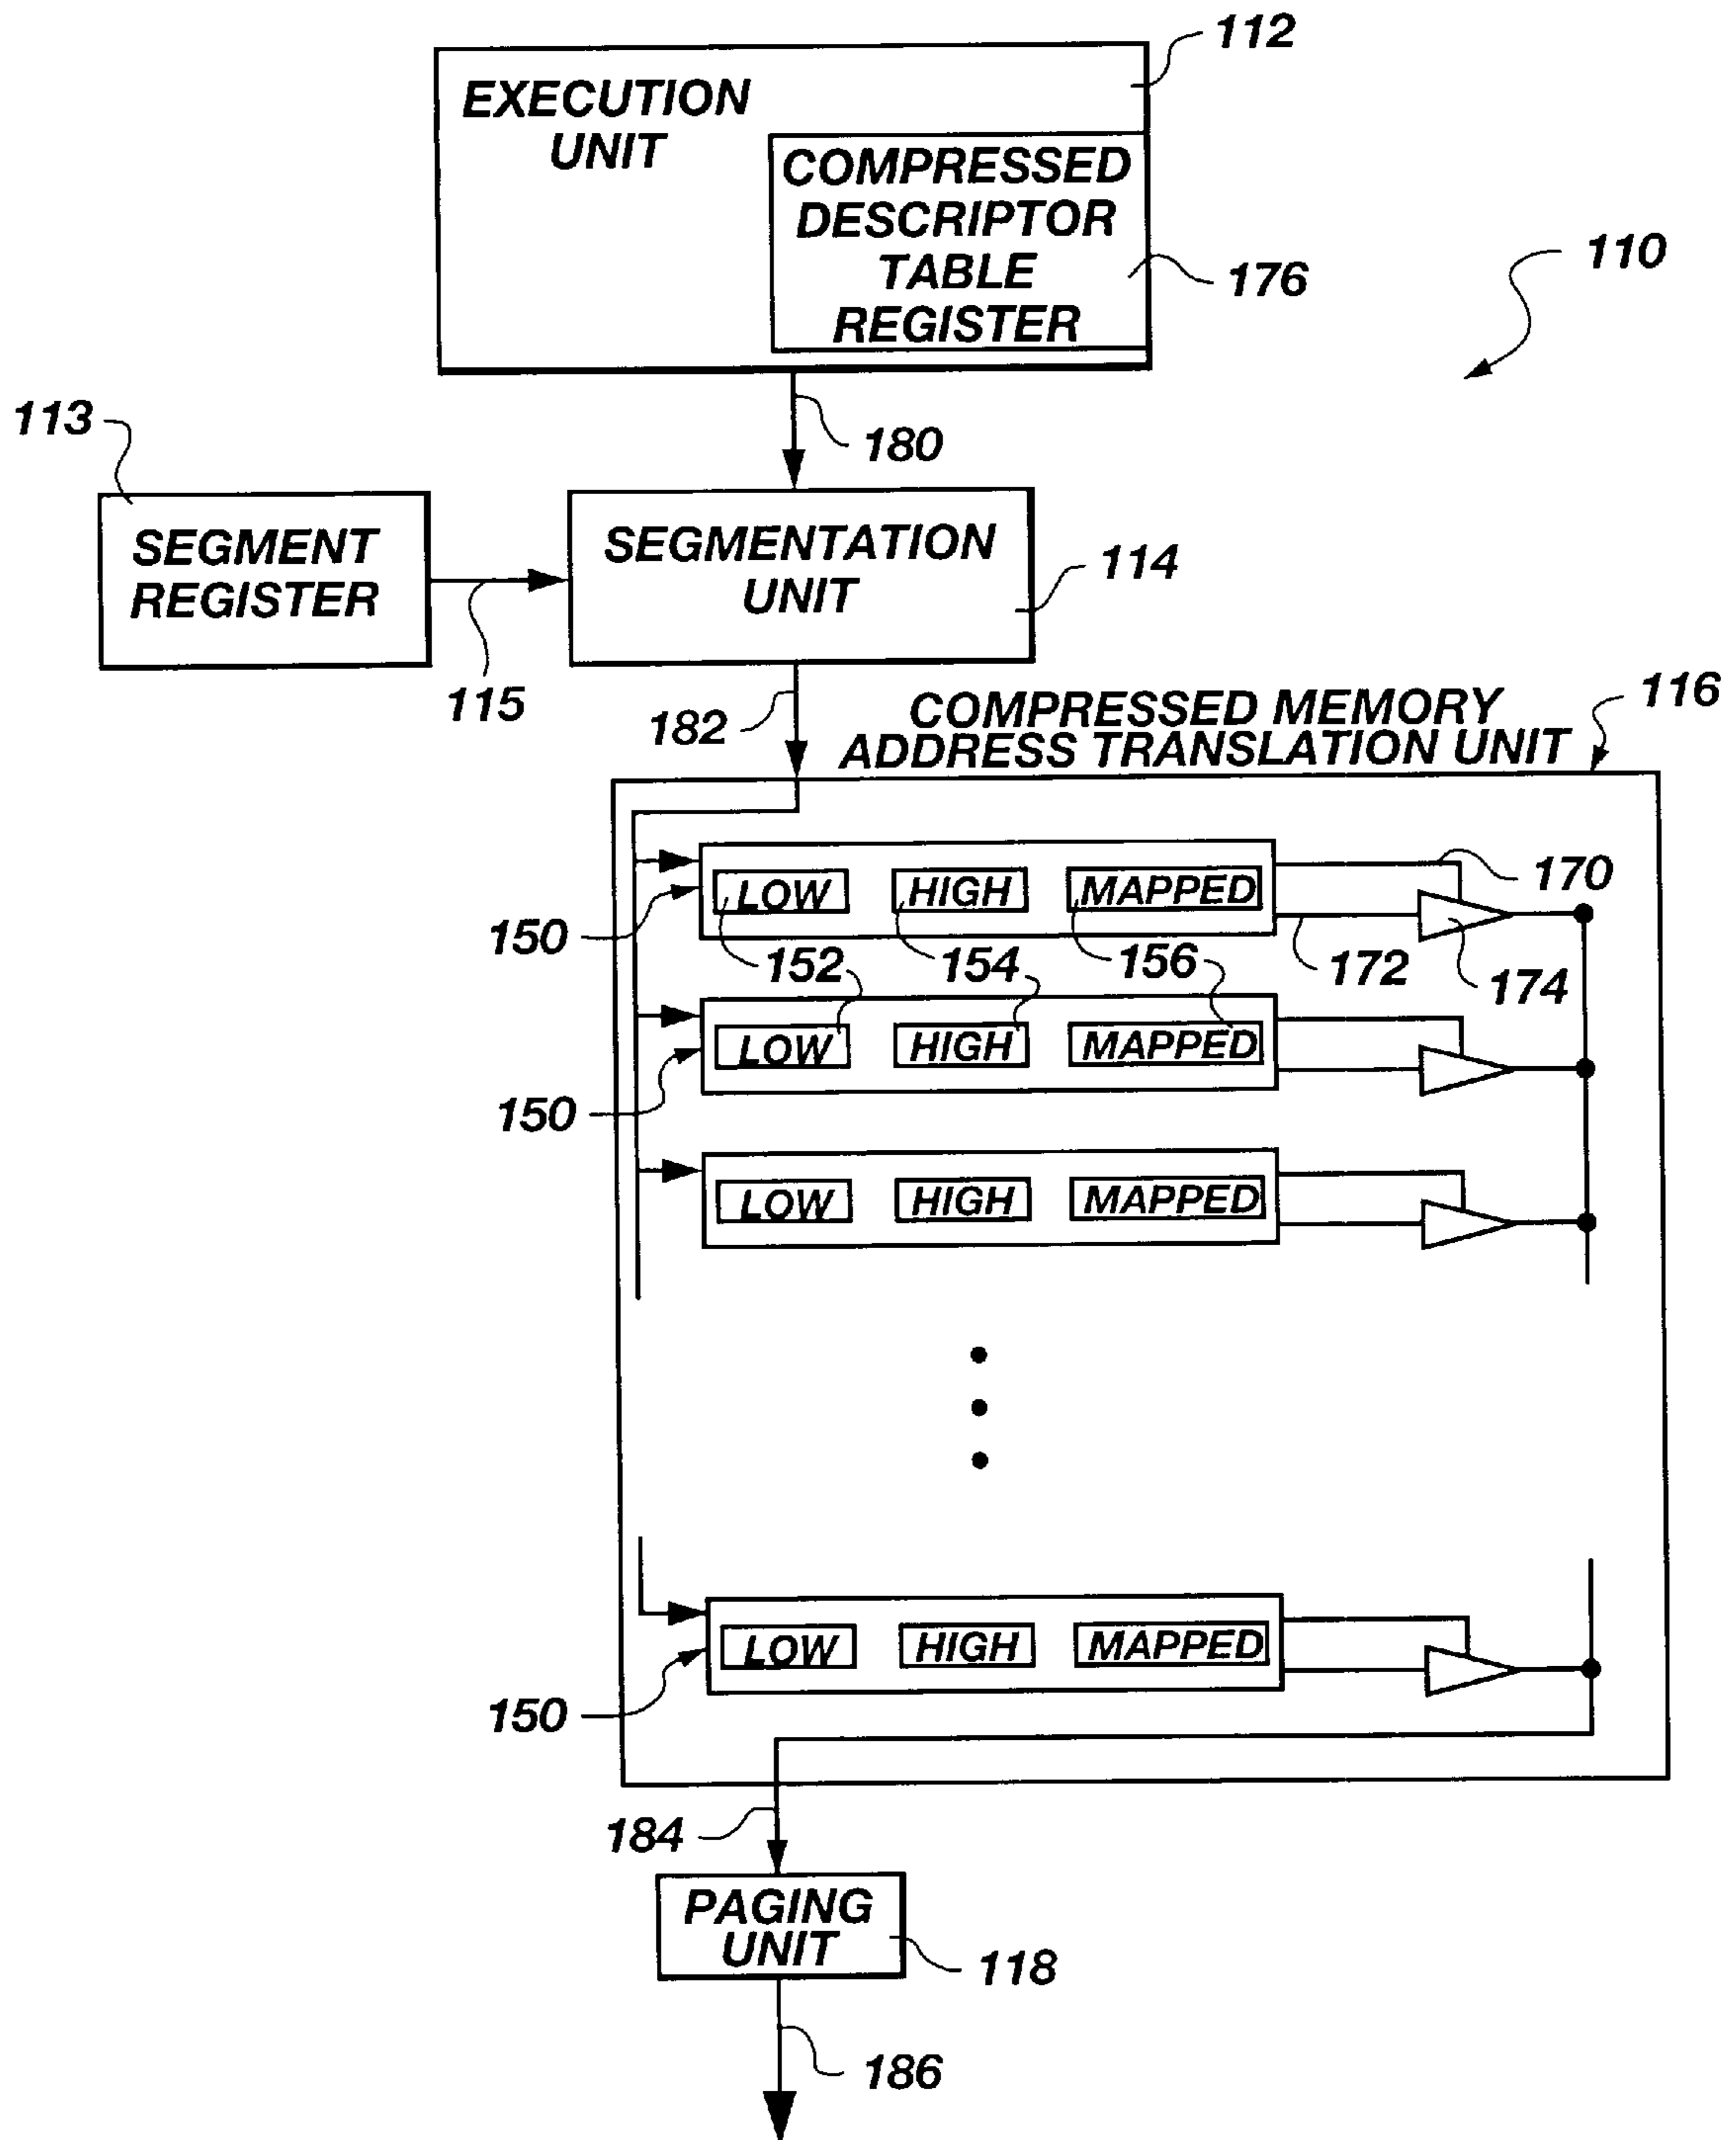 112
EXECUTION
UNIT
COMPRESSED
DESCRIPTOR
TABLE
REGISTER
176
110
180
113
SEGMENT
REGISTER
115
SEGMENTATION
UNIT
114
182
COMPRESSED MEMORY
ADDRESS TRANSLATION UNIT
116
LOW HIGH MAPPED
170
150
152 154 156
172
174
LOW HIGH MAPPED
150
LOW HIGH MAPPED
LOW HIGH MAPPED
150
184
PAGING
UNIT
118
186